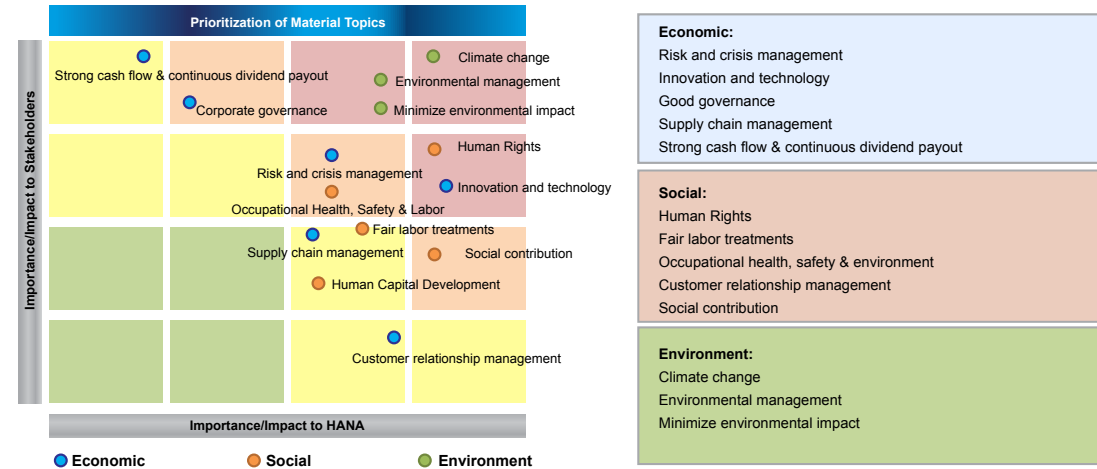 Prioritization of Material Topics
Importance/Impact to Stakeholders
Climate change
Strong cash flow & continuous dividend payout
Environmental management
Corporate governance
Minimize environmental impact
Human Rights
Risk and crisis management
Innovation and technology
Occupational Health, Safety & Labor
Fair labor treatments
Supply chain management
Social contribution
Human Capital Development
Customer relationship management
Importance/Impact to HANA
Economic
Social
Environment
Economic:
Risk and crisis management
Innovation and technology
Good governance
Supply chain management
Strong cash flow & continuous dividend payout
Social:
Human Rights
Fair labor treatments
Occupational health, safety & environment
Customer relationship management
Social contribution
Environment:
Climate change
Environmental management
Minimize environmental impact